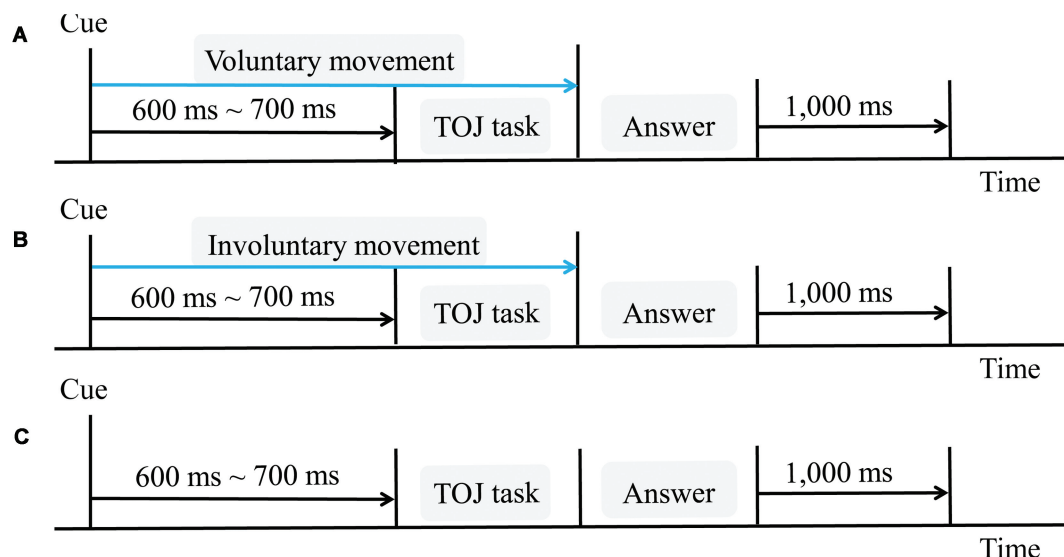 A
Cue
Voluntary movement
600 ms ~ 700 ms
TOJ task
Answer
1,000 ms
Time
B
Cue
Involuntary movement
600 ms ~ 700 ms
TOJ task
Answer
1,000 ms
Time
C
Cue
600 ms ~ 700 ms
TOJ task
Answer
1,000 ms
Time